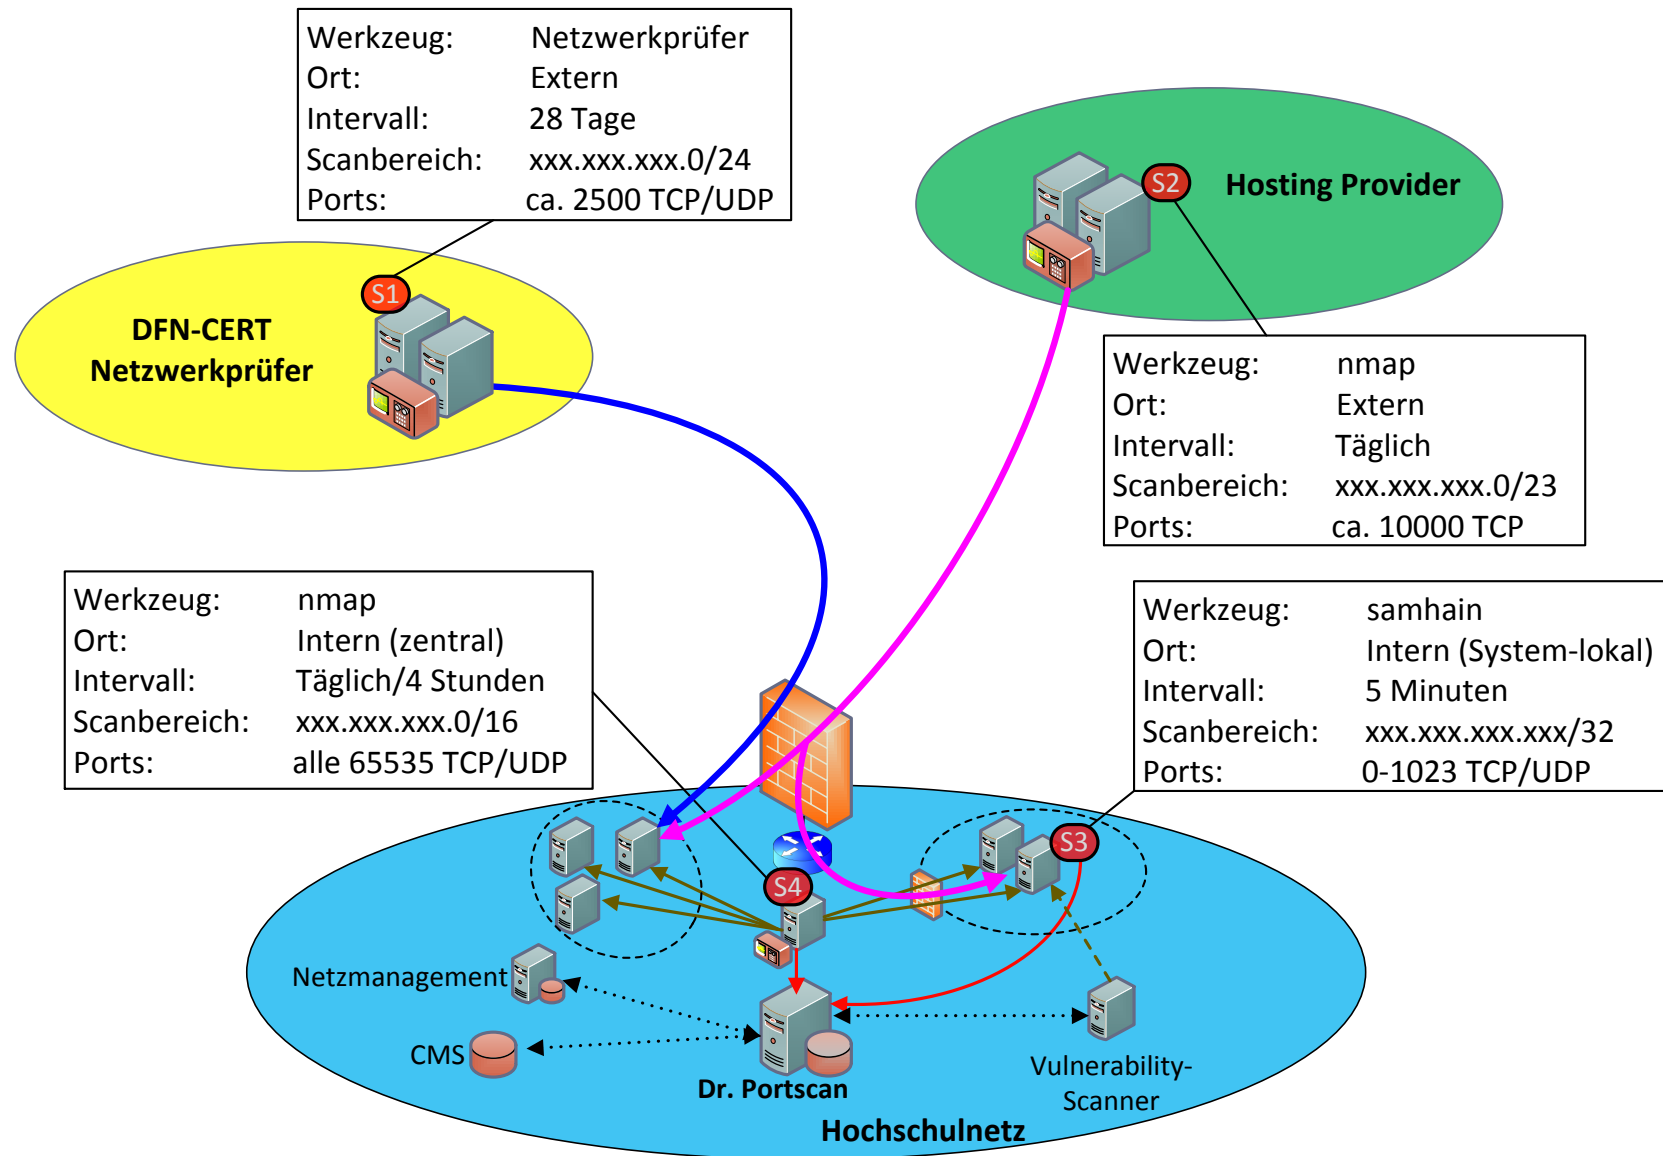 Werkzeug: Netzwerkprüfer
Ort: Extern
Intervall: 28 Tage
Scanbereich: xxx.xxx.xxx.0/24
Ports: ca. 2500 TCP/UDP
S1
DFN-CERT
Netzwerkprüfer
S2
Hosting Provider
Werkzeug: nmap
Ort: Extern
Intervall: Täglich
Scanbereich: xxx.xxx.xxx.0/23
Ports: ca. 10000 TCP
Werkzeug: nmap
Ort: Intern (zentral)
Intervall: Täglich/4 Stunden
Scanbereich: xxx.xxx.xxx.0/16
Ports: alle 65535 TCP/UDP
Werkzeug: samhain
Ort: Intern (System-lokal)
Intervall: 5 Minuten
Scanbereich: xxx.xxx.xxx.xxx/32
Ports: 0-1023 TCP/UDP
S3
S4
Netzmanagement
CMS
Dr. Portscan
Vulnerability-
Scanner
Hochschulnetz